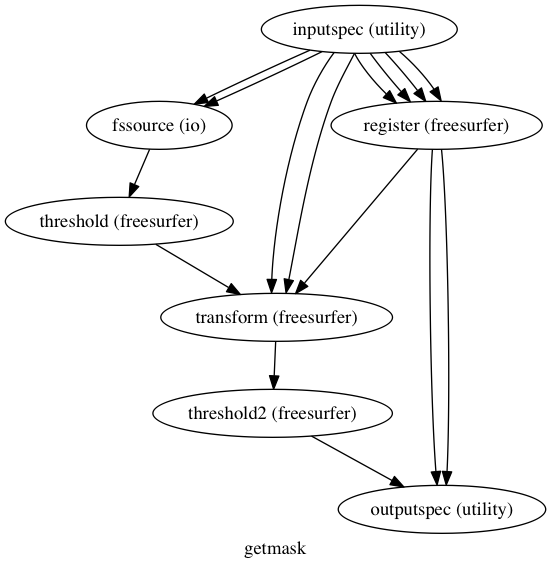 inputspec (utility)
fssource (io)
register (freesurfer)
threshold (freesurfer)
transform (freesurfer)
threshold2 (freesurfer)
outputspec (utility)
getmask